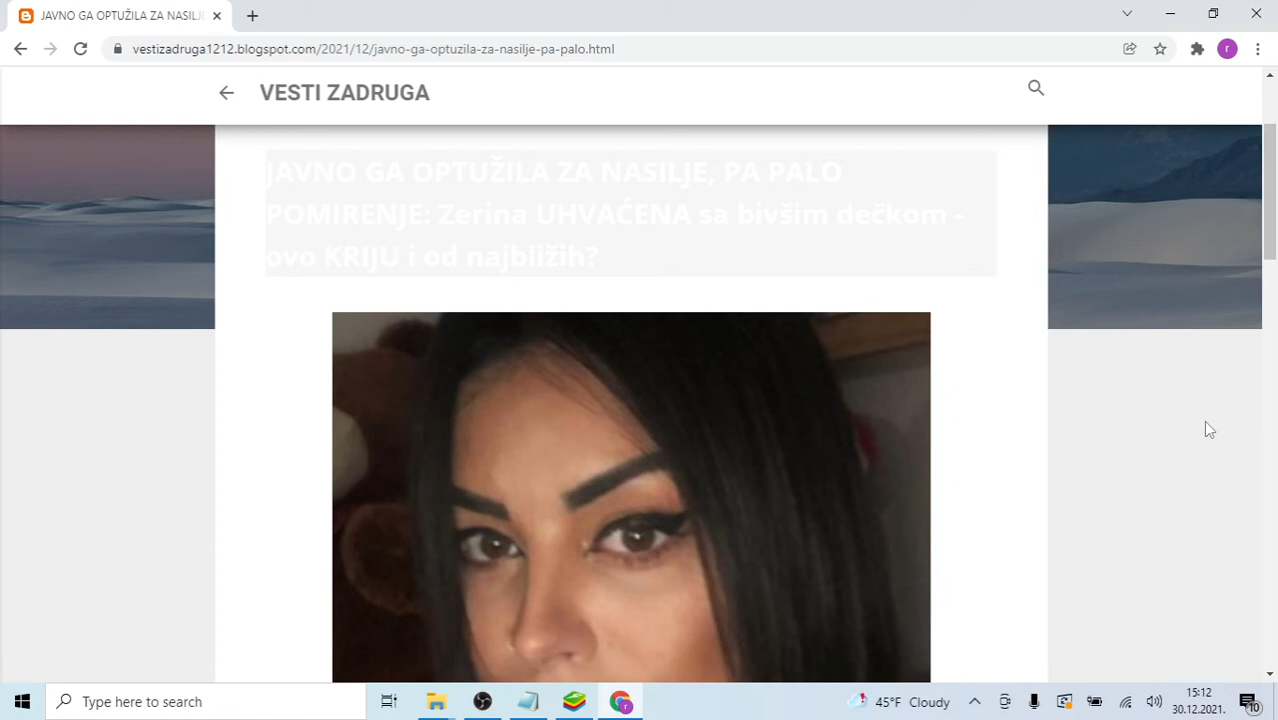 JAVNO GA OPTUŽILA ZA NASILJE
vestizadruga1212.blogspot.com/2021/12/javno-ga-optuzila-za-nasilje-pa-palo.html
r
VESTI ZADRUGA
JAVNO GA OPTUŽILA ZA NASILJE, PA PALO
POMIRENJE: Zerina UHVAĆENA sa bivšim dečkom -
ovo KRIJU i od najbližih?
Type here to search
r
45°F Cloudy
15:12
30.12.2021.
10